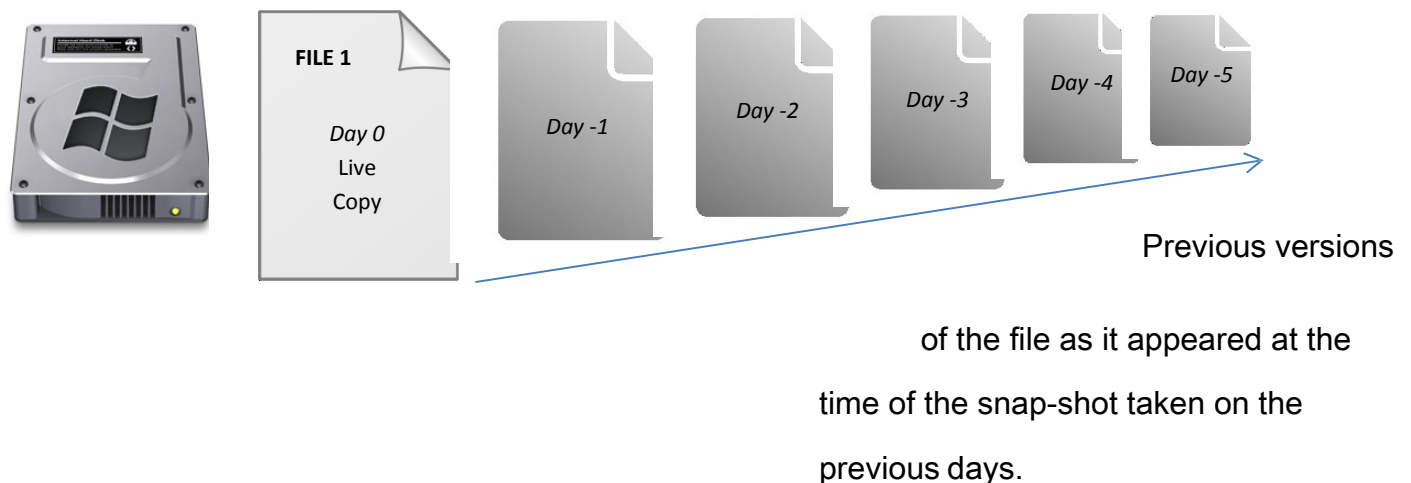 FILE 1
Day 0
Live
Copy
Day -1
Day -2
Day -3
Day -4
Day -5
Previous versions
of the file as it appeared at the
time of the snap-shot taken on the
previous days.